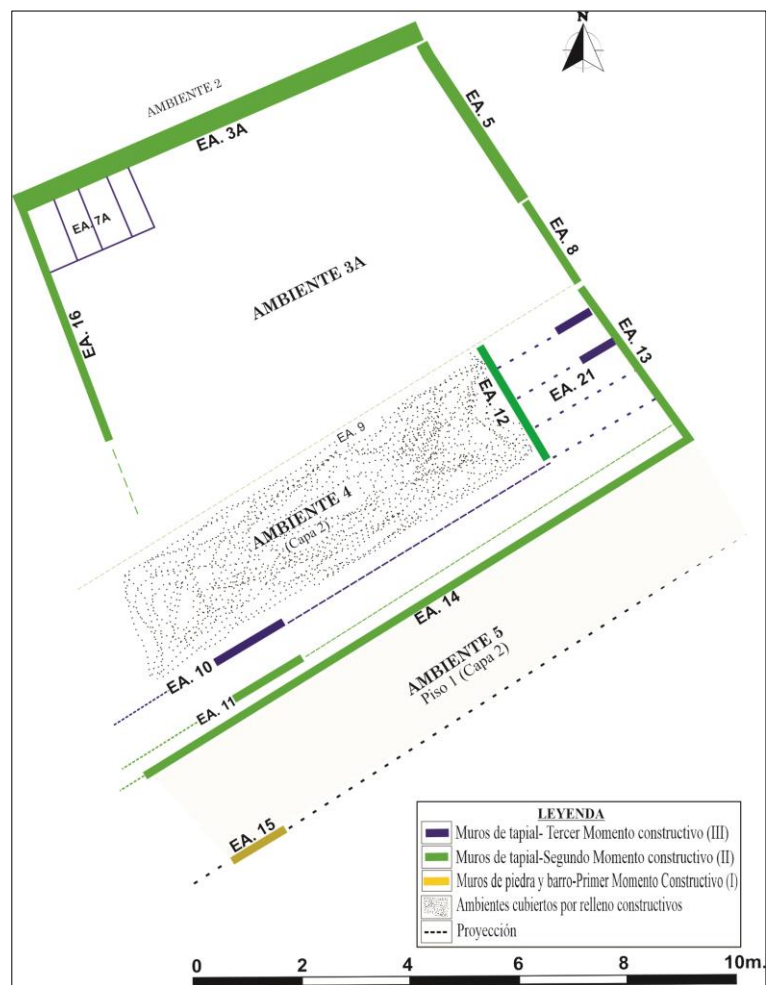 N
AMBIENTE 2
EA. 3A
EA. 5
EA. 7A
EA. 8
AMBIENTE 3A
EA. 16
EA. 13
EA. 12
EA. 21
EA. 9
AMBIENTE 4
(Capa 2)
EA. 14
EA. 10
AMBIENTE 5
Piso 1 (Capa 2)
EA. 11
EA. 15
LEYENDA
Muros de tapial- Tercer Momento constructivo (III)
Muros de tapial-Segundo Momento constructivo (II)
Muros de piedra y barro-Primer Momento Constructivo (I)
Ambientes cubiertos por relleno constructivos
Proyección
0 2 4 6 8 10m.